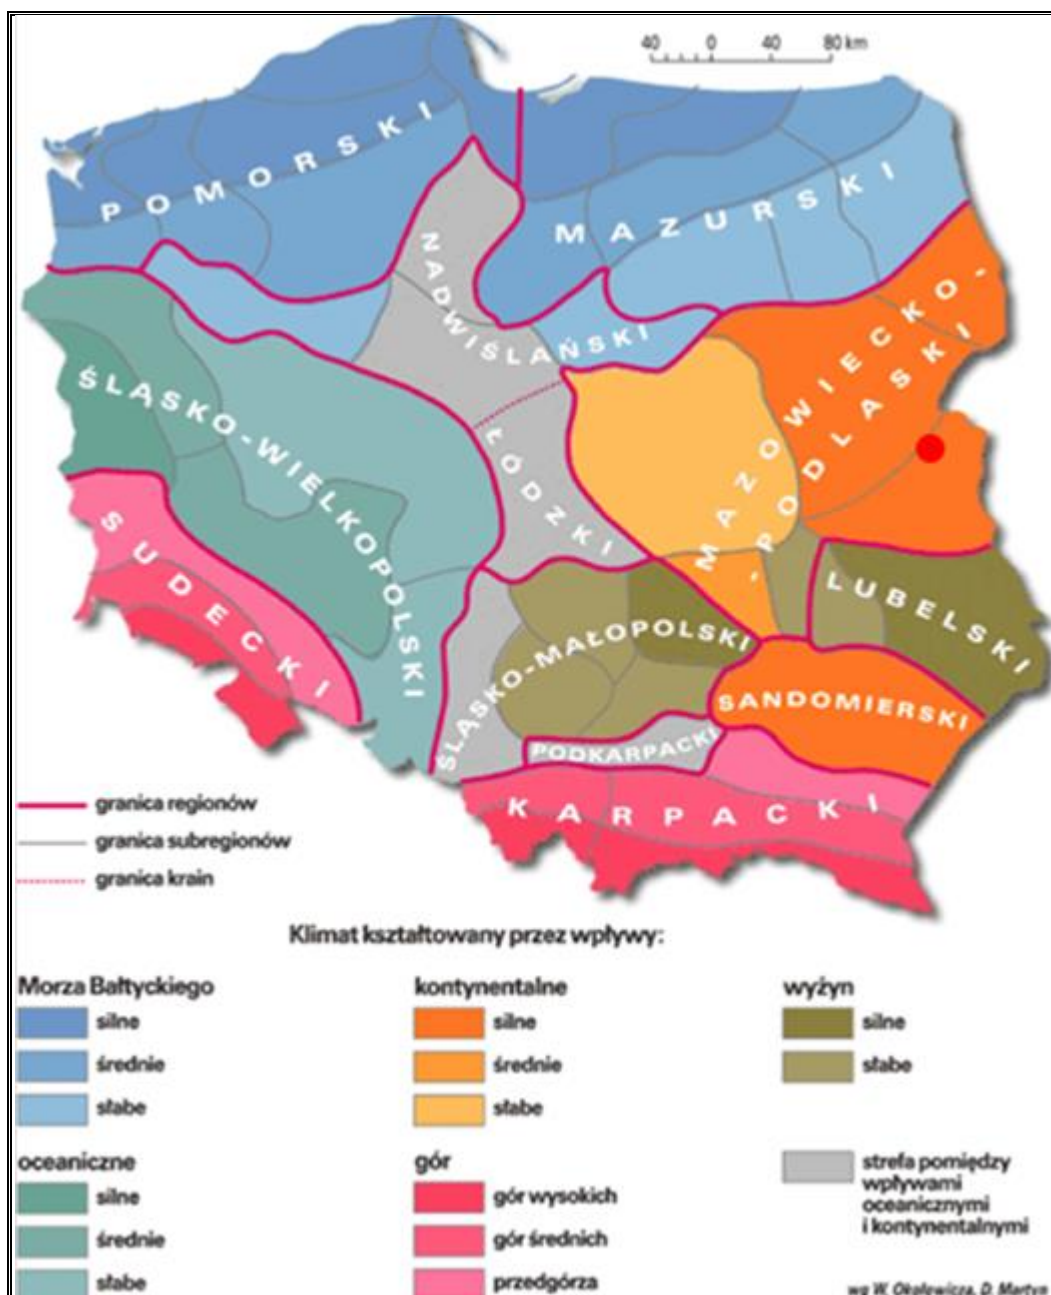 40 0 40 80 km
POMORSKI
MAZURSKI
NADWIŚLAŃSKI
MAZOWIECKO-
-PODLASKI
ŚLĄSKO-WIELKOPOLSKI
ŁÓDZKI
SUDECKI
LUBELSKI
ŚLĄSKO-MAŁOPOLSKI
SANDOMIERSKI
PODKARPACKI
KARPACKI
granica regionów
granica subregionów
granica krain
Klimat kształtowany przez wpływy:
Morza Bałtyckiego
silne
średnie
słabe
kontynentalne
silne
średnie
słabe
wyżyn
silne
słabe
oceaniczne
silne
średnie
słabe
gór
gór wysokich
gór średnich
przedgórza
strefa pomiędzy
wpływami
oceanicznymi
i kontynentalnymi
wg W. Okołowicza, D. Martyn